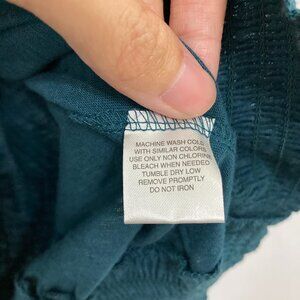 MACHINE WASH COLD
WITH SIMILAR COLORS
USE ONLY NON CHLORINE
BLEACH WHEN NEEDED
TUMBLE DRY LOW
REMOVE PROMPTLY
DO NOT IRON